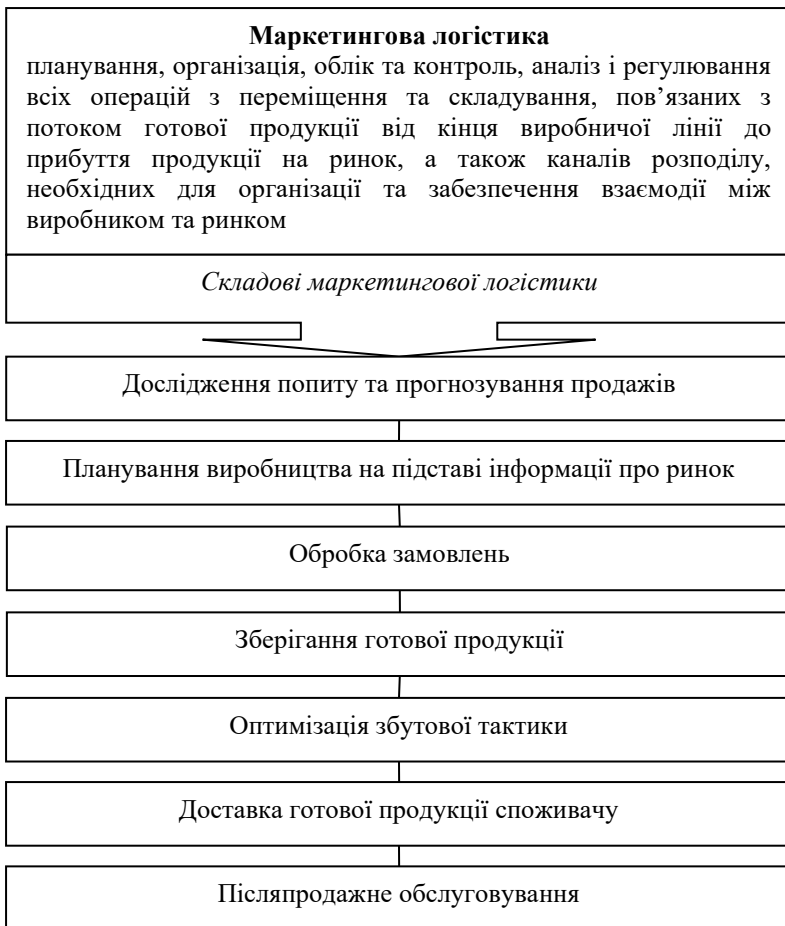 Маркетингова логістика
планування, організація, облік та контроль, аналіз і регулювання
всіх операцій з переміщення та складування, пов’язаних з
потоком готової продукції від кінця виробничої лінії до
прибуття продукції на ринок, а також каналів розподілу,
необхідних для організації та забезпечення взаємодії між
виробником та ринком
Складові маркетингової логістики
Дослідження попиту та прогнозування продажів
Планування виробництва на підставі інформації про ринок
Обробка замовлень
Зберігання готової продукції
Оптимізація збутової тактики
Доставка готової продукції споживачу
Післяпродажне обслуговування